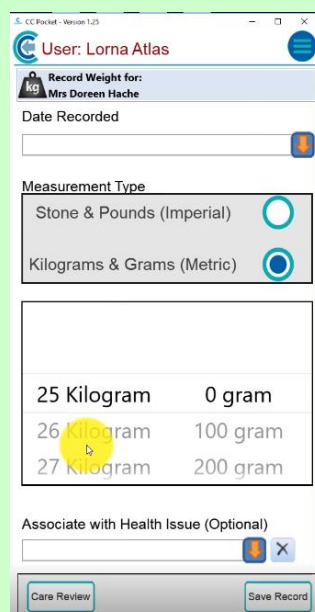 CC Pocket - Version 1.25
User: Lorna Atlas
kg
Record Weight for:
Mrs Doreen Hache
Date Recorded
Measurement Type
Stone & Pounds (Imperial)
Kilograms & Grams (Metric)
25 Kilogram 0 gram
26 Kilogram 100 gram
27 Kilogram 200 gram
Associate with Health Issue (Optional)
Care Review Save Record